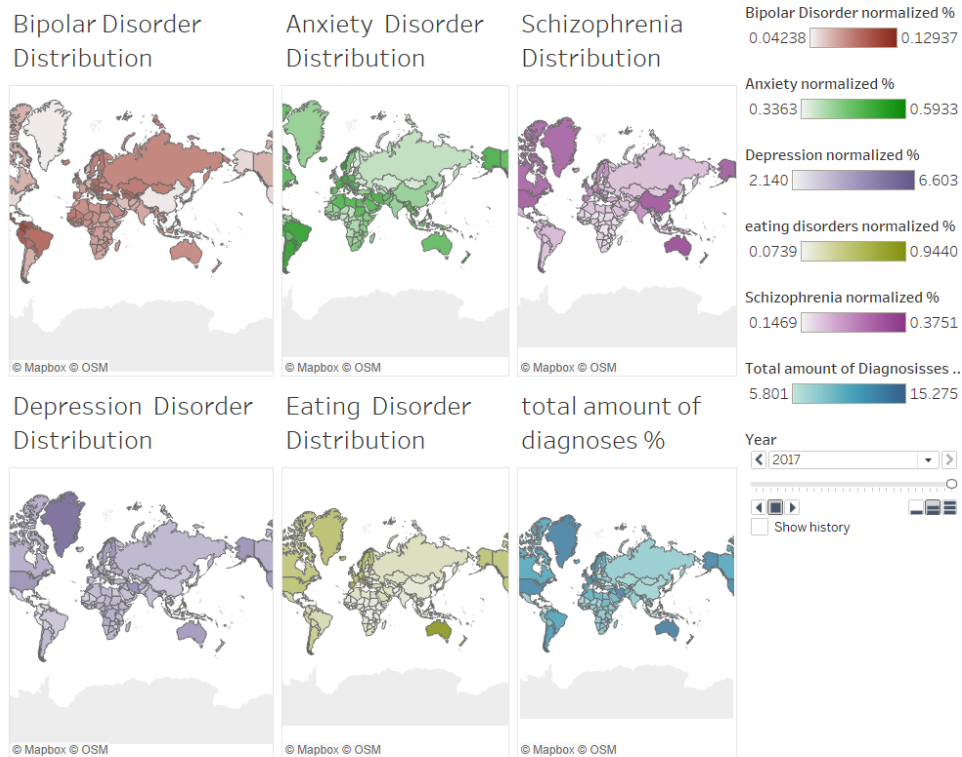 Bipolar Disorder
Distribution
Anxiety Disorder
Distribution
Schizophrenia
Distribution
© Mapbox © OSM
© Mapbox © OSM
© Mapbox © OSM
Depression Disorder
Distribution
Eating Disorder
Distribution
total amount of
diagnoses %
© Mapbox © OSM
© Mapbox © OSM
© Mapbox © OSM
Bipolar Disorder normalized %
0.04238 0.12937
Anxiety normalized %
0.3363 0.5933
Depression normalized %
2.140 6.603
eating disorders normalized %
0.0739 0.9440
Schizophrenia normalized %
0.1469 0.3751
Total amount of Diagnosisses ..
5.801 15.275
Year
2017
Show history